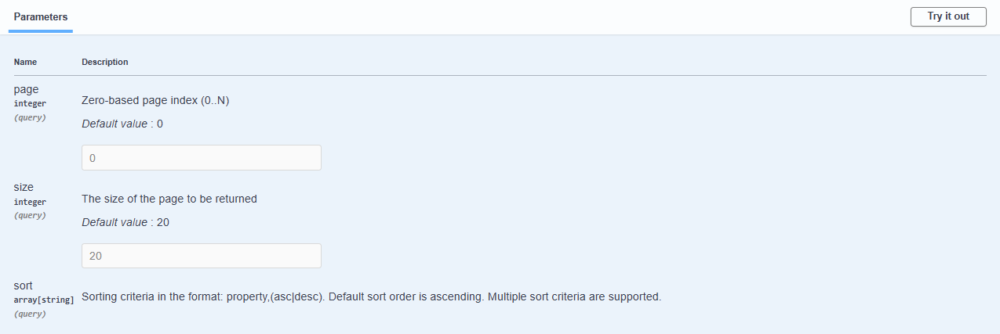 Parameters
Try it out
Name Description
page
integer
(query)
Zero-based page index (0..N)
Default value : 0
0
size
integer
(query)
The size of the page to be returned
Default value : 20
20
sort
array[string]
(query)
Sorting criteria in the format: property,(asc|desc). Default sort order is ascending. Multiple sort criteria are supported.